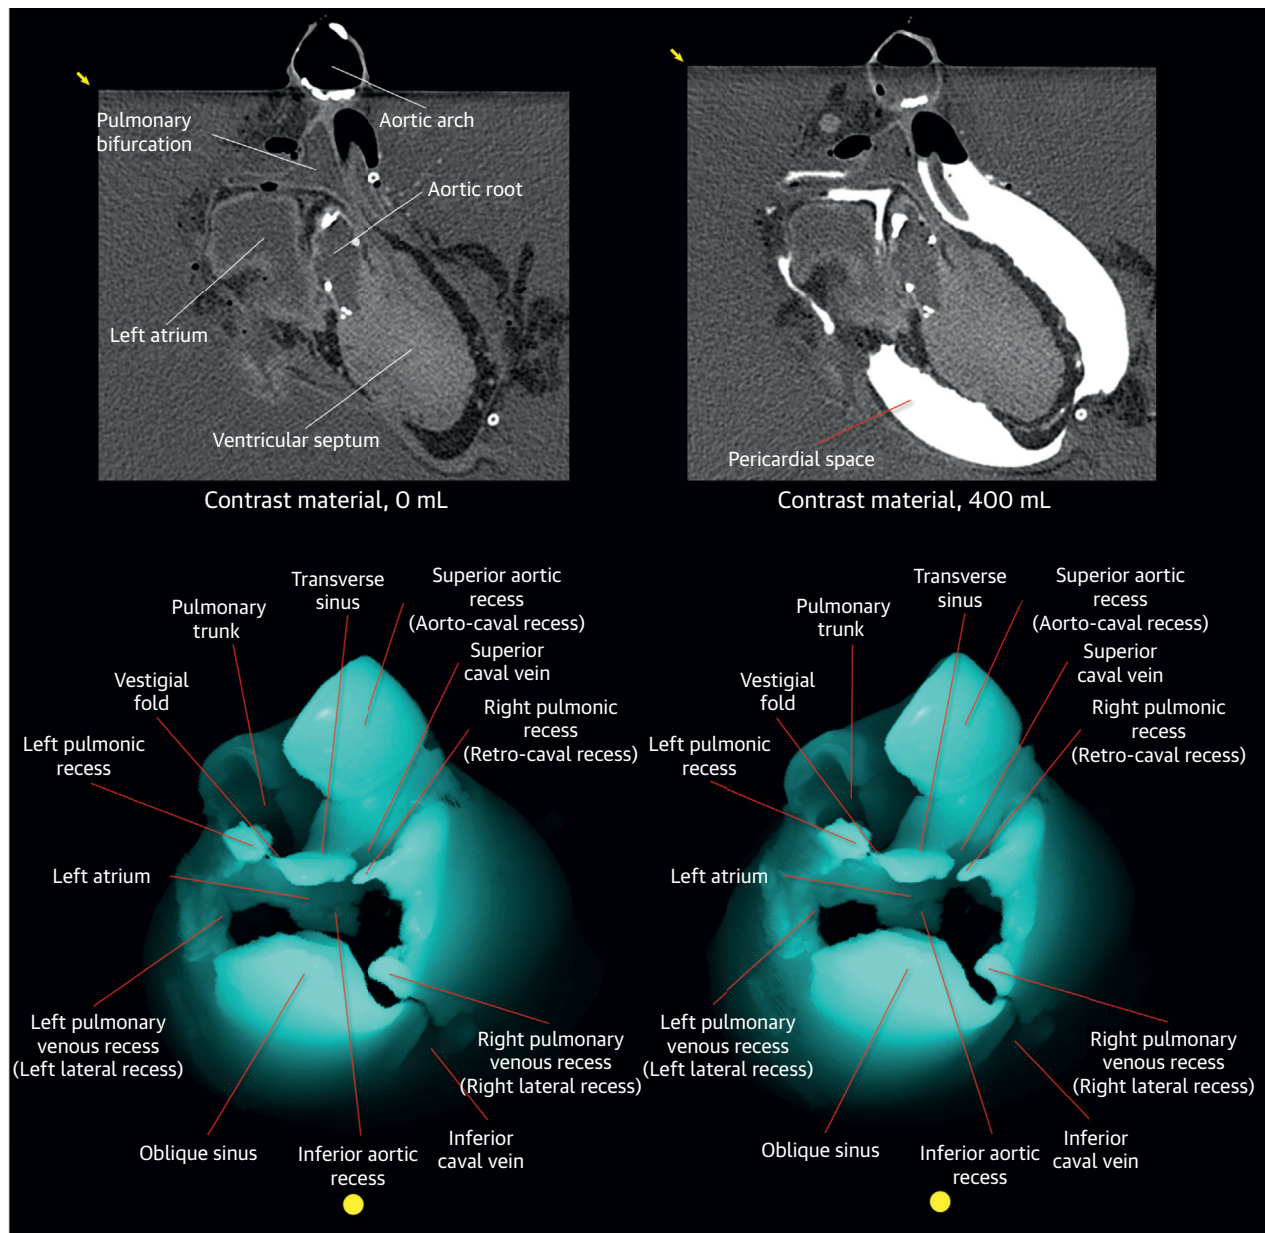 Pulmonary
bifurcation
Aortic arch
Aortic root
Left atrium
Ventricular septum
Contrast material, 0 mL
Pericardial space
Contrast material, 400 mL
Transverse
sinus
Superior aortic
recess
(Aorto-caval recess)
Pulmonary
trunk
Superior
caval vein
Vestigial
fold
Right pulmonic
recess
(Retro-caval recess)
Left pulmonic
recess
Left atrium
Left pulmonary
venous recess
(Left lateral recess)
Right pulmonary
venous recess
(Right lateral recess)
Oblique sinus
Inferior aortic
recess
Inferior
caval vein
Transverse
sinus
Superior aortic
recess
(Aorto-caval recess)
Pulmonary
trunk
Superior
caval vein
Vestigial
fold
Right pulmonic
recess
(Retro-caval recess)
Left pulmonic
recess
Left atrium
Left pulmonary
venous recess
(Left lateral recess)
Right pulmonary
venous recess
(Right lateral recess)
Oblique sinus
Inferior aortic
recess
Inferior
caval vein